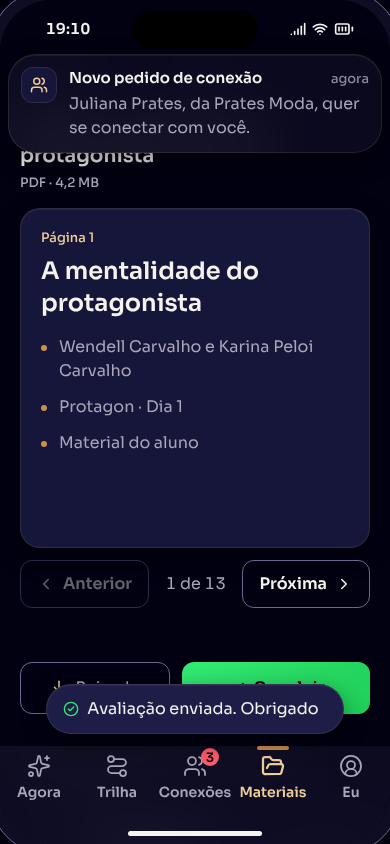 19:10
Novo pedido de conexão
agora
Juliana Prates, da Prates Moda, quer
se conectar com você.
protagonista
PDF · 4,2 MB
Página 1
A mentalidade do
protagonista
Wendell Carvalho e Karina Peloi
Carvalho
Protagon · Dia 1
Material do aluno
Anterior
1 de 13
Próxima
Avaliação enviada. Obrigado
3
Agora
Trilha
Conexões
Materiais
Eu